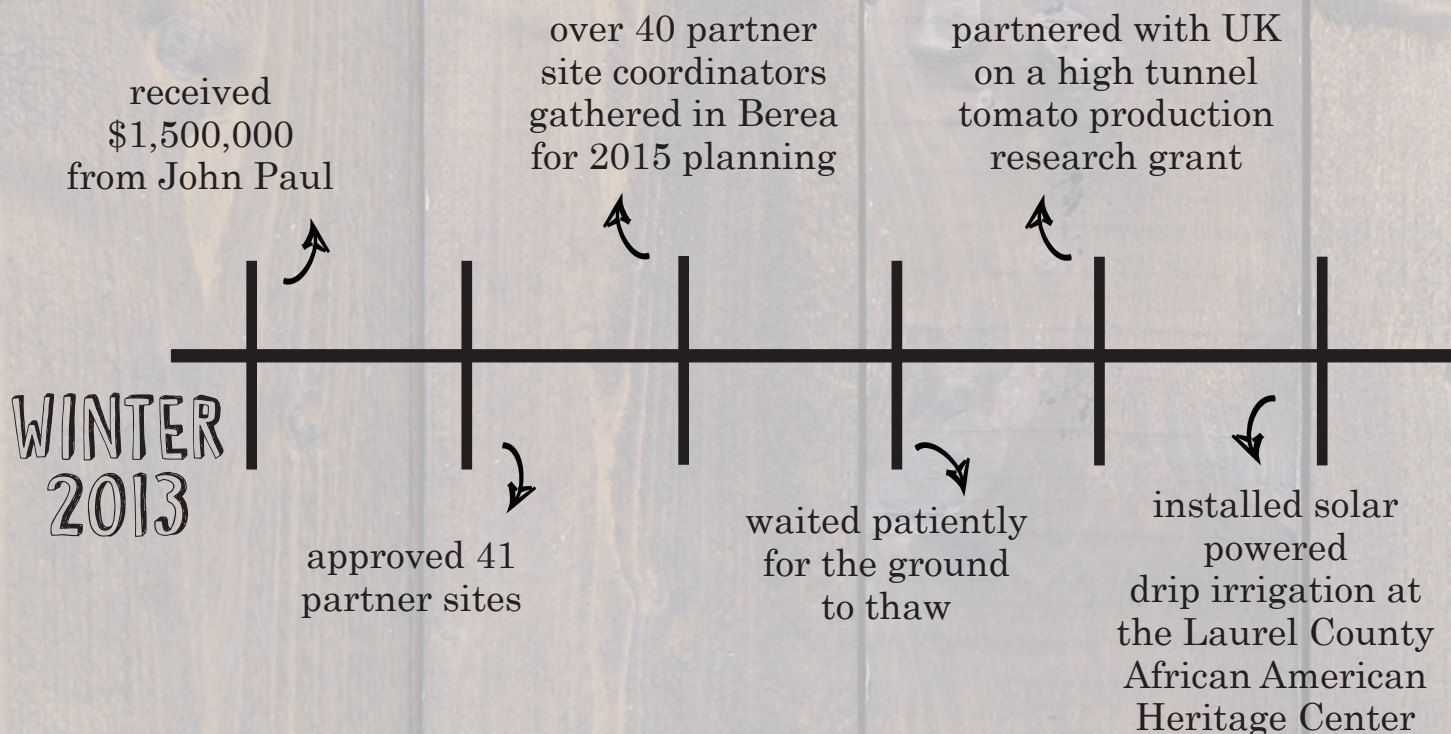 received
$1,500,000
from John Paul
over 40 partner
site coordinators
gathered in Berea
for 2015 planning
partnered with UK
on a high tunnel
tomato production
research grant
WINTER
2013
approved 41
partner sites
waited patiently
for the ground
to thaw
installed solar
powered
drip irrigation at
the Laurel County
African American
Heritage Center